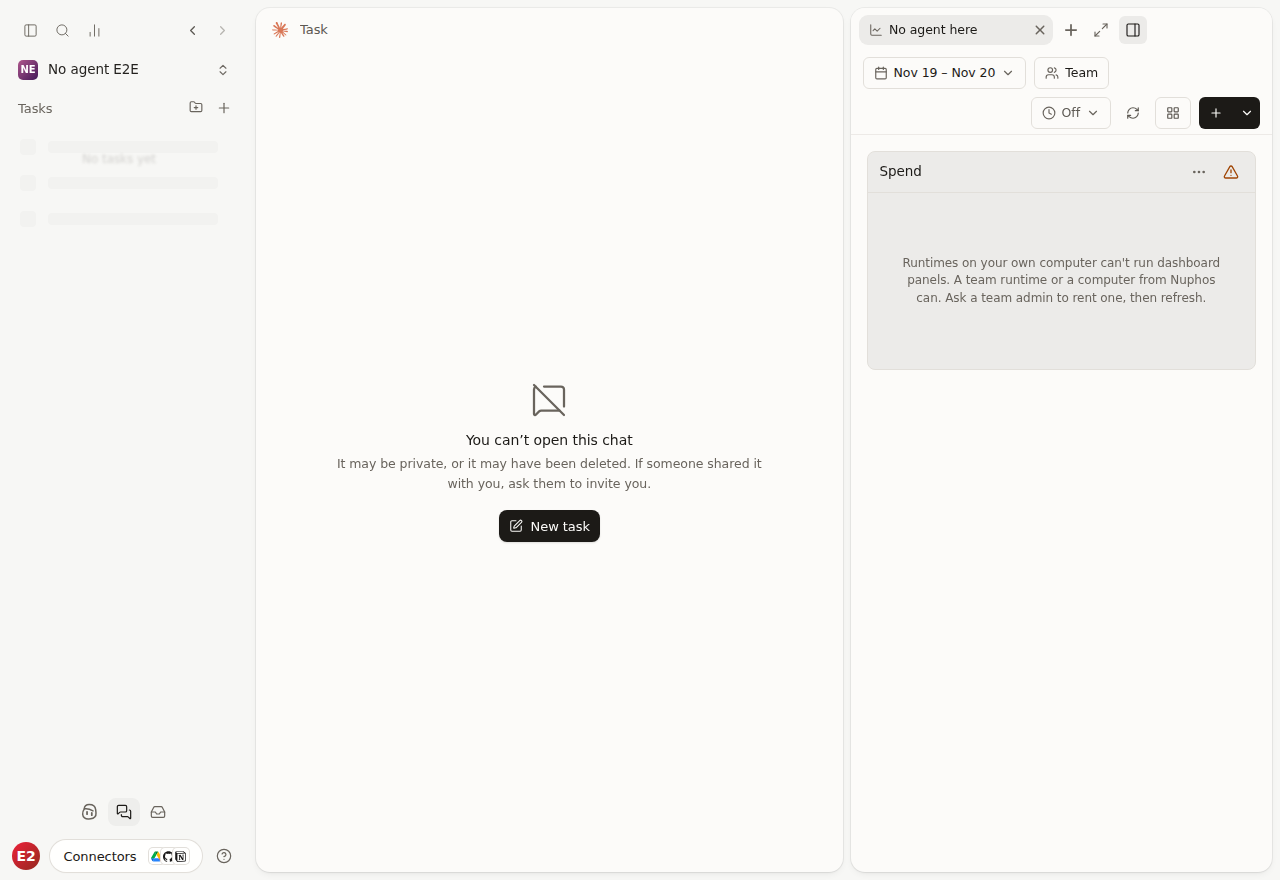 Task
No agent here
NE
No agent E2E
Nov 19 – Nov 20
Team
Tasks
Off
No tasks yet
Spend
Runtimes on your own computer can't run dashboard
panels. A team runtime or a computer from Nuphos
can. Ask a team admin to rent one, then refresh.
You can’t open this chat
It may be private, or it may have been deleted. If someone shared it
with you, ask them to invite you.
New task
E2
Connectors